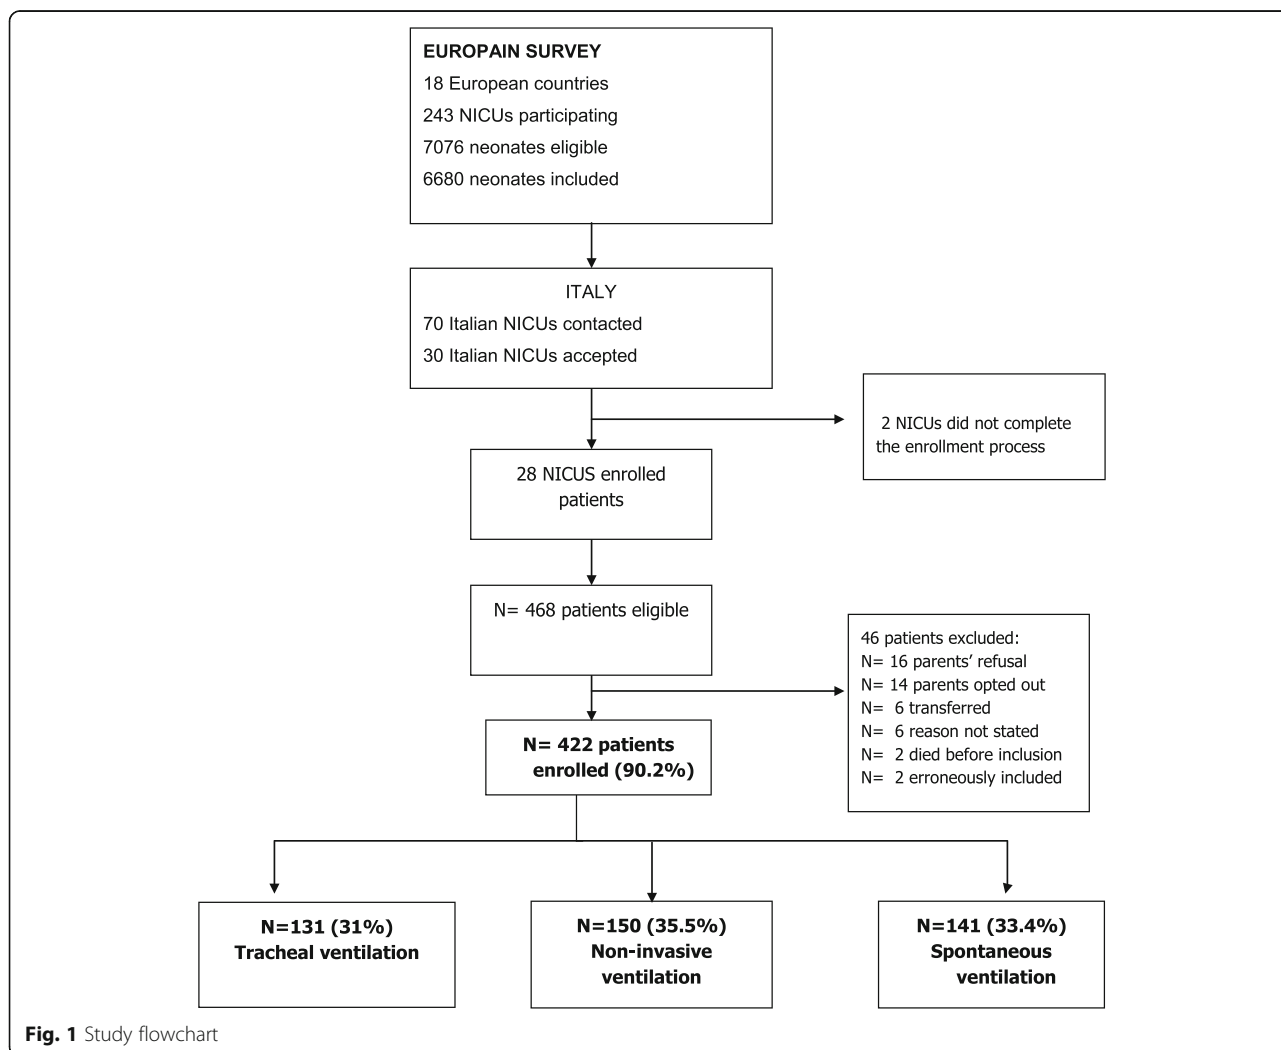 EUROPAIN SURVEY
18 European countries
243 NICUs participating
7076 neonates eligible
6680 neonates included
ITALY
70 Italian NICUs contacted
30 Italian NICUs accepted
2 NICUs did not complete
the enrollment process
28 NICUS enrolled
patients
N= 468 patients eligible
46 patients excluded:
N= 16 parents’ refusal
N= 14 parents opted out
N= 6 transferred
N= 6 reason not stated
N= 2 died before inclusion
N= 2 erroneously included
N= 422 patients
enrolled (90.2%)
N=131 (31%)
Tracheal ventilation
N=150 (35.5%)
Non-invasive
ventilation
N=141 (33.4%)
Spontaneous
ventilation
Fig. 1 Study flowchart